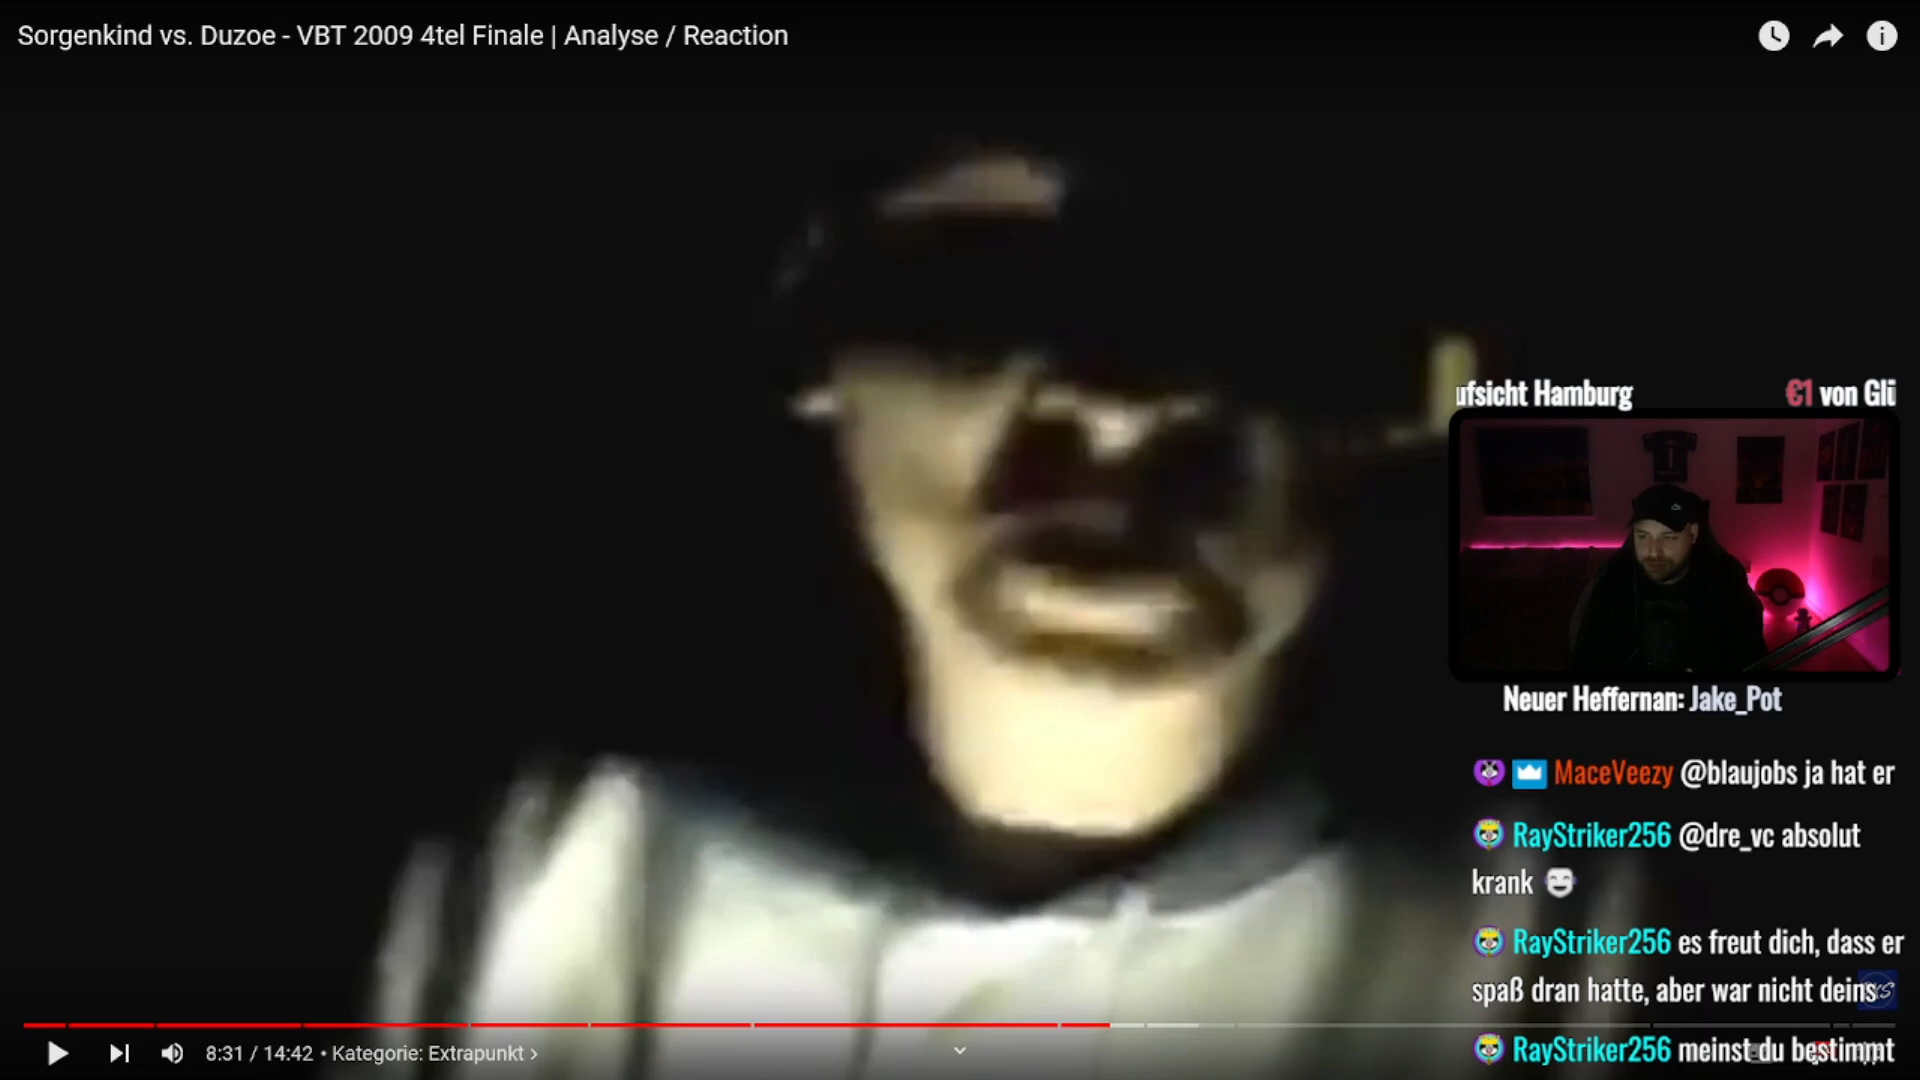 Sorgenkind vs. Duzoe - VBT 2009 4tel Finale | Analyse / Reaction
ufsicht Hamburg €1 von Gli
Neuer Heffernan: Jake_Pot
MaceVeezy @blaujobs ja hat er
RayStriker256 @dre_vc absolut
krank
RayStriker256 es freut dich, dass er
spaß dran hatte, aber war nicht deins
RayStriker256 meinst du bestimmt
8:31 / 14:42 • Kategorie: Extrapunkt ›